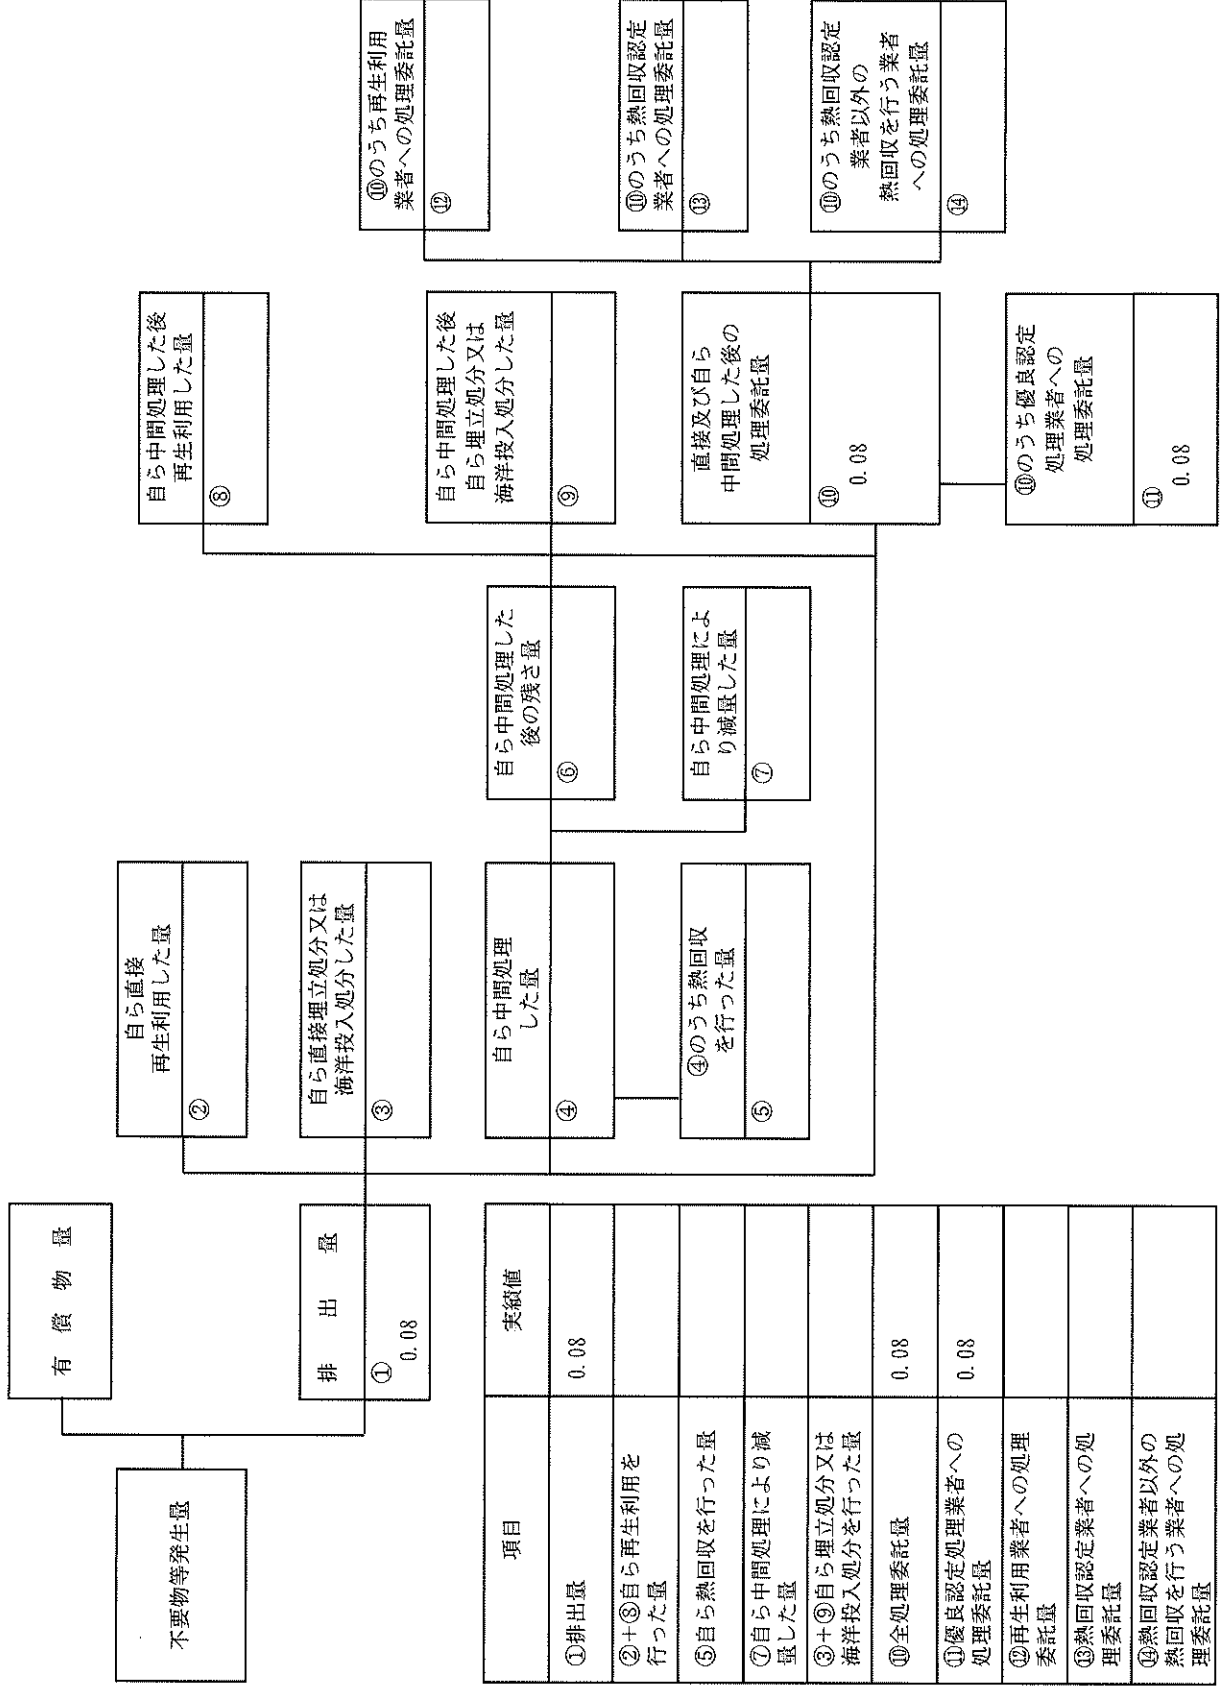 不要物等発生量
有償物量
排出量
①
0.08
自ら直接
再生利用した量
②
自ら直接埋立処分又は
海洋投入処分した量
③
自ら中間処理
した量
④
④のうち熱回収
を行った量
⑤
自ら中間処理した
後の残さ量
⑥
自ら中間処理によ
り減量した量
⑦
自ら中間処理した後
再生利用した量
⑧
自ら中間処理した後
自ら埋立処分又は
海洋投入処分した量
⑨
直接及び自ら
中間処理した後の
処理委託量
⑩
0.08
⑩のうち優良認定
処理業者への
処理委託量
⑪
0.08
⑩のうち再生利用
業者への処理委託量
⑫
⑩のうち熱回収認定
業者への処理委託量
⑬
⑩のうち熱回収認定
業者以外の
熱回収を行う業者
への処理委託量
⑭
項目 実績値
①排出量 0.08
②+⑧自ら再生利用を
行った量
⑤自ら熱回収を行った量
⑦自ら中間処理により減
量した量
③+⑨自ら埋立処分又は
海洋投入処分を行った量
⑩全処理委託量 0.08
⑪優良認定処理業者への
処理委託量 0.08
⑫再生利用業者への処理
委託量
⑬熱回収認定業者への処
理委託量
⑭熱回収認定業者以外の
熱回収を行う業者への処
理委託量